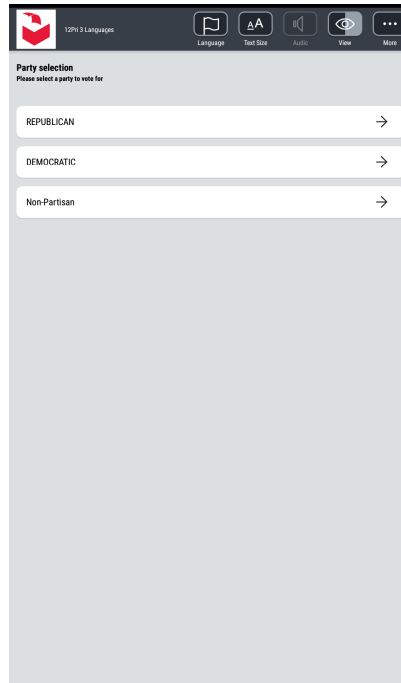 12Pri 3 Languages
AA
Language
Text Size
Audio
View
More
Party selection
Please select a party to vote for
REPUBLICAN
DEMOCRATIC
Non-Partisan